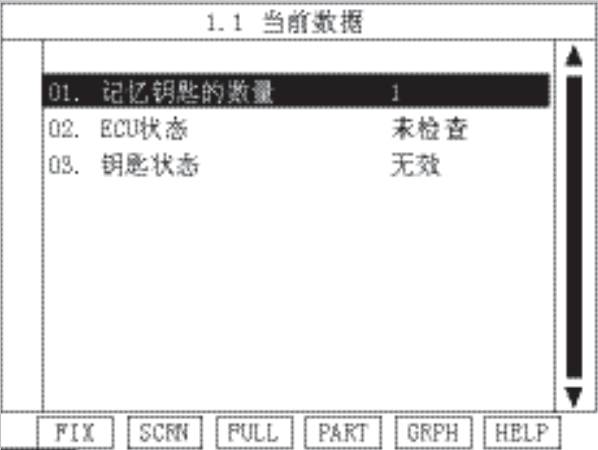 1.1 当前数据
01. 记忆钥匙的数量 1
02. ECU状态 未检查
03. 钥匙状态 无效
FIX SCRN FULL PART GRPH HELP